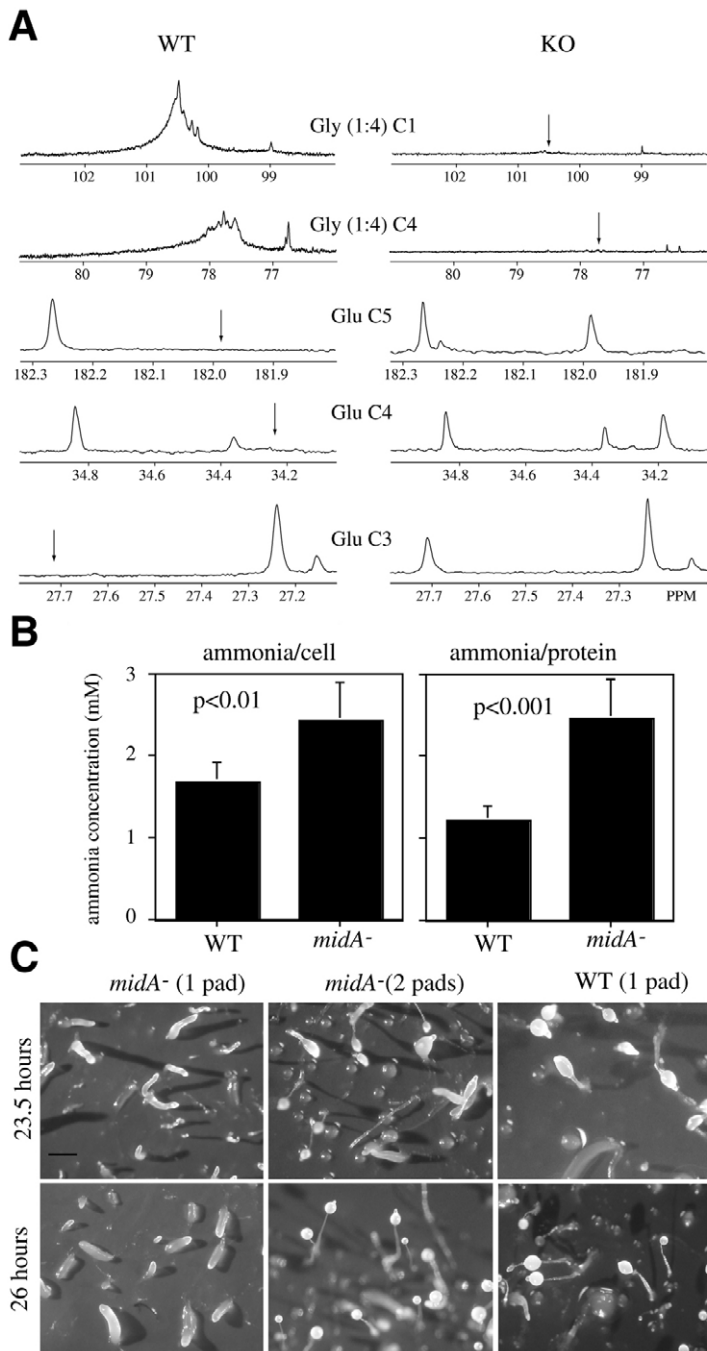 A
WT KO
Gly (1:4) C1
102 101 100 99 102 101 100 99
Gly (1:4) C4
80 79 78 77 80 79 78 77
Glu C5
182.3 182.2 182.1 182.0 181.9 182.3 182.2 182.1 182.0 181.9
Glu C4
34.8 34.6 34.4 34.2 34.8 34.6 34.4 34.2
Glu C3
27.7 27.6 27.5 27.4 27.3 27.2 27.7 27.6 27.5 27.4 27.3 PPM
B
ammonia/cell ammonia/protein
ammonia concentration (mM)
3
2
1
0
p<0.01 p<0.001
WT midA- WT midA-
C
midA- (1 pad) midA-(2 pads) WT (1 pad)
23.5 hours
26 hours